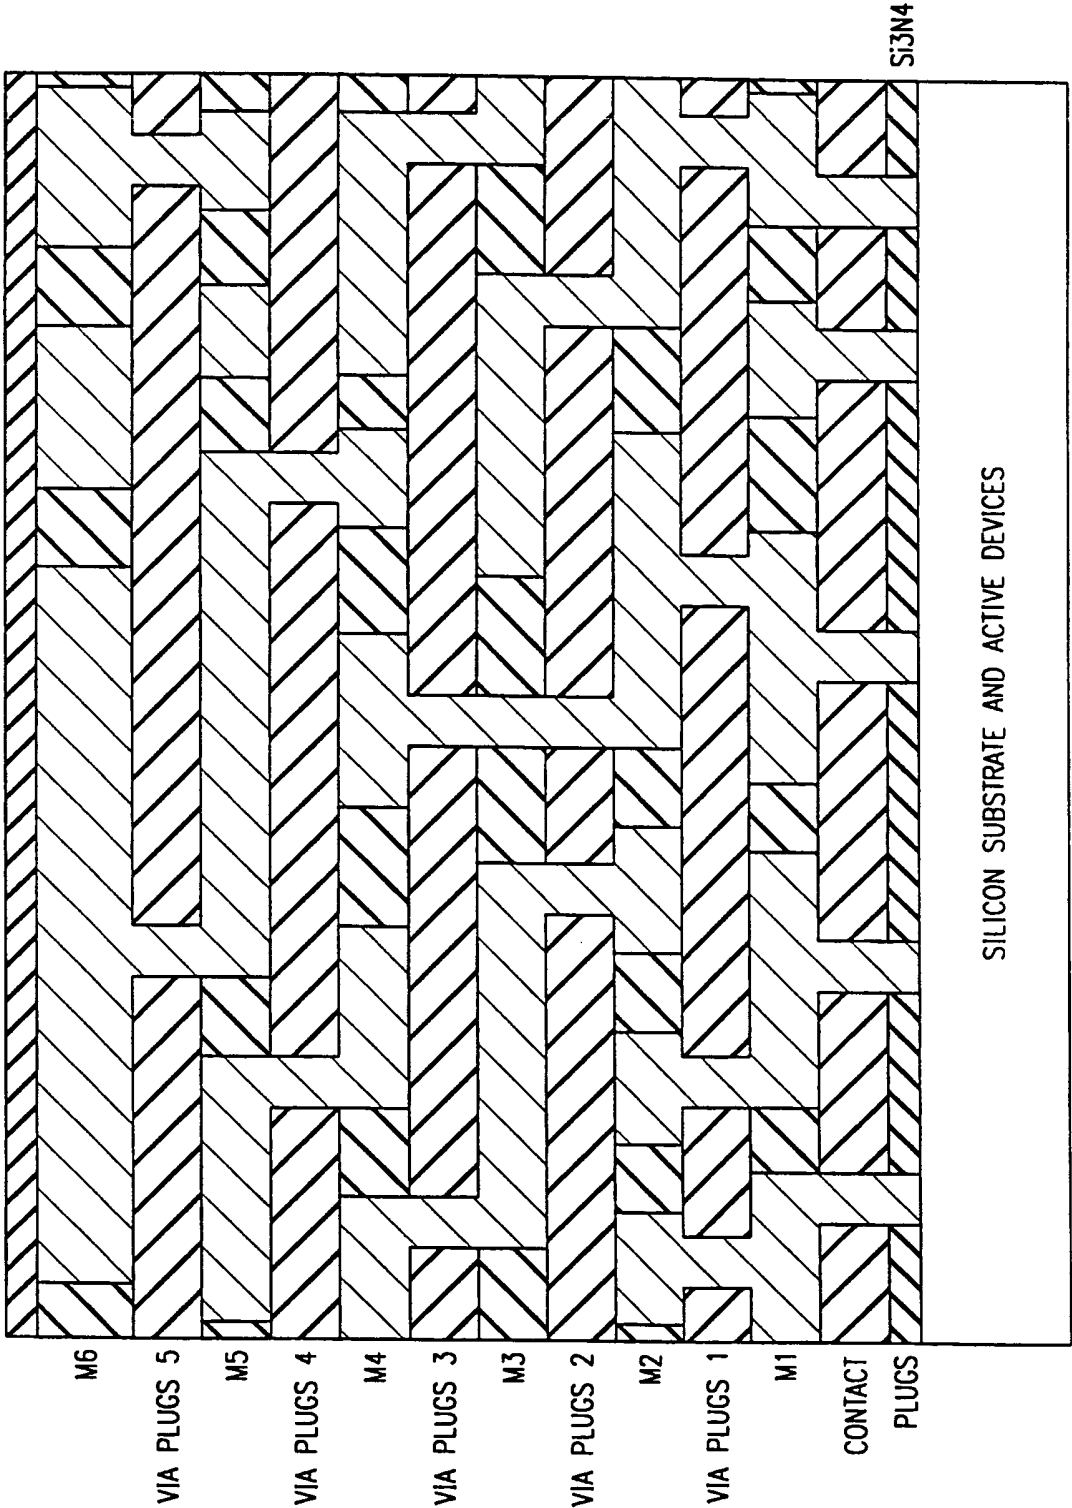 M6
VIA PLUGS 5
M5
VIA PLUGS 4
M4
VIA PLUGS 3
M3
VIA PLUGS 2
M2
VIA PLUGS 1
M1
CONTACT
PLUGS
Si3N4
SILICON SUBSTRATE AND ACTIVE DEVICES